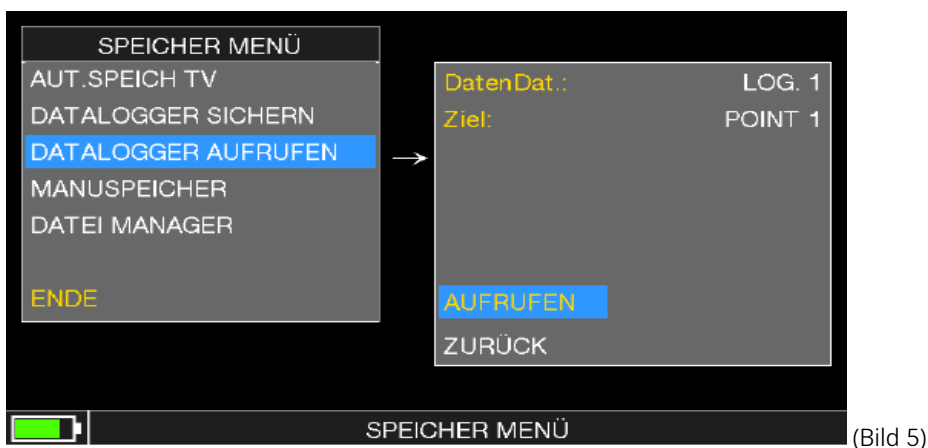 SPEICHER MENÜ
AUT.SPEICH TV
DATALOGGER SICHERN
DATALOGGER AUFRUFEN
MANUSPEICHER
DATEI MANAGER
ENDE
→
DatenDat.: LOG. 1
Ziel: POINT 1
AUFRUFEN
ZURÜCK
SPEICHER MENÜ
(Bild 5)